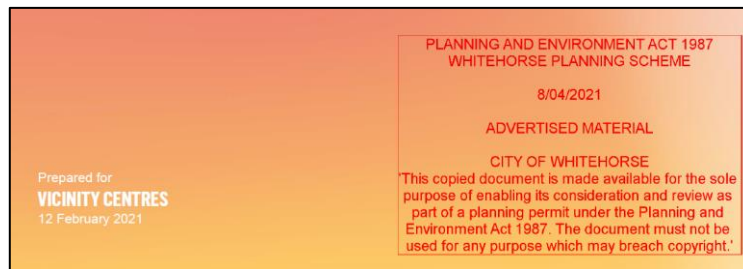 PLANNING AND ENVIRONMENT ACT 1987
WHITEHORSE PLANNING SCHEME
8/04/2021
ADVERTISED MATERIAL
CITY OF WHITEHORSE
'This copied document is made available for the sole
purpose of enabling its consideration and review as
part of a planning permit under the Planning and
Environment Act 1987. The document must not be
used for any purpose which may breach copyright.'
Prepared for
VICINITY CENTRES
12 February 2021